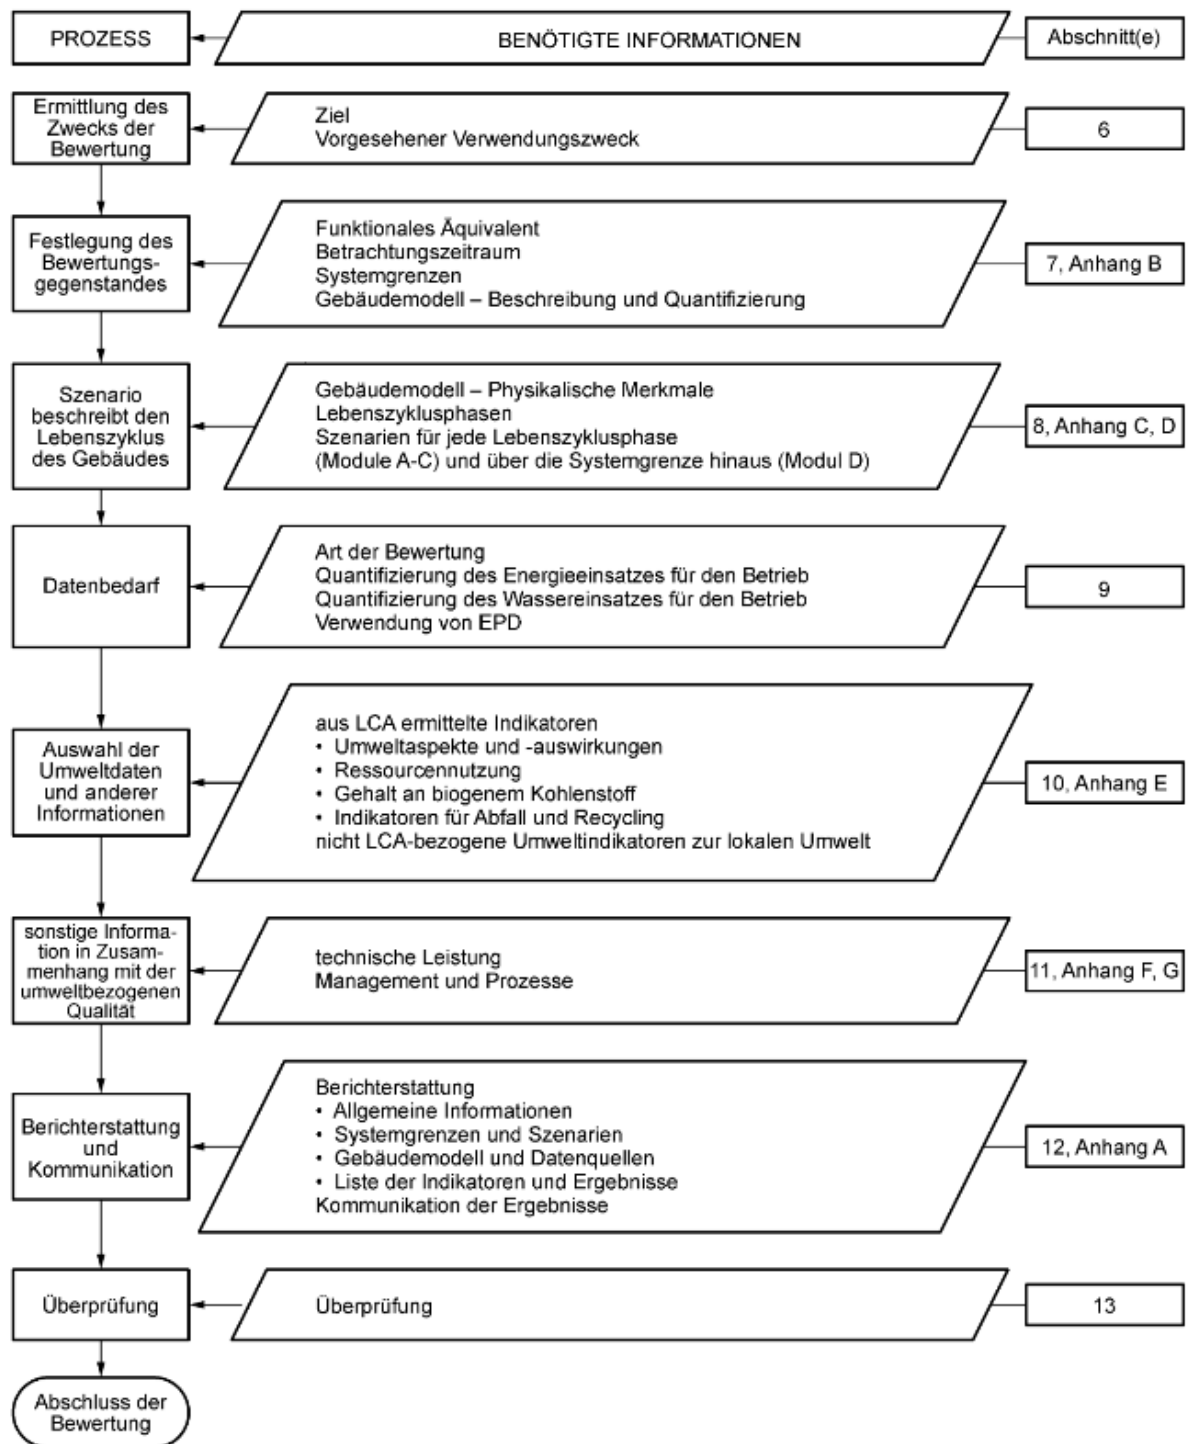 PROZESS
BENÖTIGTE INFORMATIONEN
Abschnitt(e)
Ermittlung des
Zwecks der
Bewertung
Ziel
Vorgesehener Verwendungszweck
6
Festlegung des
Bewertungs-
gegenstandes
Funktionales Äquivalent
Betrachtungszeitraum
Systemgrenzen
Gebäudemodell – Beschreibung und Quantifizierung
7, Anhang B
Szenario
beschreibt den
Lebenszyklus
des Gebäudes
Gebäudemodell – Physikalische Merkmale
Lebenszyklusphasen
Szenarien für jede Lebenszyklusphase
(Module A-C) und über die Systemgrenze hinaus (Modul D)
8, Anhang C, D
Datenbedarf
Art der Bewertung
Quantifizierung des Energieeinsatzes für den Betrieb
Quantifizierung des Wassereinsatzes für den Betrieb
Verwendung von EPD
9
Auswahl der
Umweltdaten
und anderer
Informationen
aus LCA ermittelte Indikatoren
• Umweltaspekte und -auswirkungen
• Ressourcennutzung
• Gehalt an biogenem Kohlenstoff
• Indikatoren für Abfall und Recycling
nicht LCA-bezogene Umweltindikatoren zur lokalen Umwelt
10, Anhang E
sonstige Informa-
tion in Zusam-
menhang mit der
umweltbezogenen
Qualität
technische Leistung
Management und Prozesse
11, Anhang F, G
Berichterstattung
und
Kommunikation
Berichterstattung
• Allgemeine Informationen
• Systemgrenzen und Szenarien
• Gebäudemodell und Datenquellen
• Liste der Indikatoren und Ergebnisse
Kommunikation der Ergebnisse
12, Anhang A
Überprüfung
Überprüfung
13
Abschluss der
Bewertung